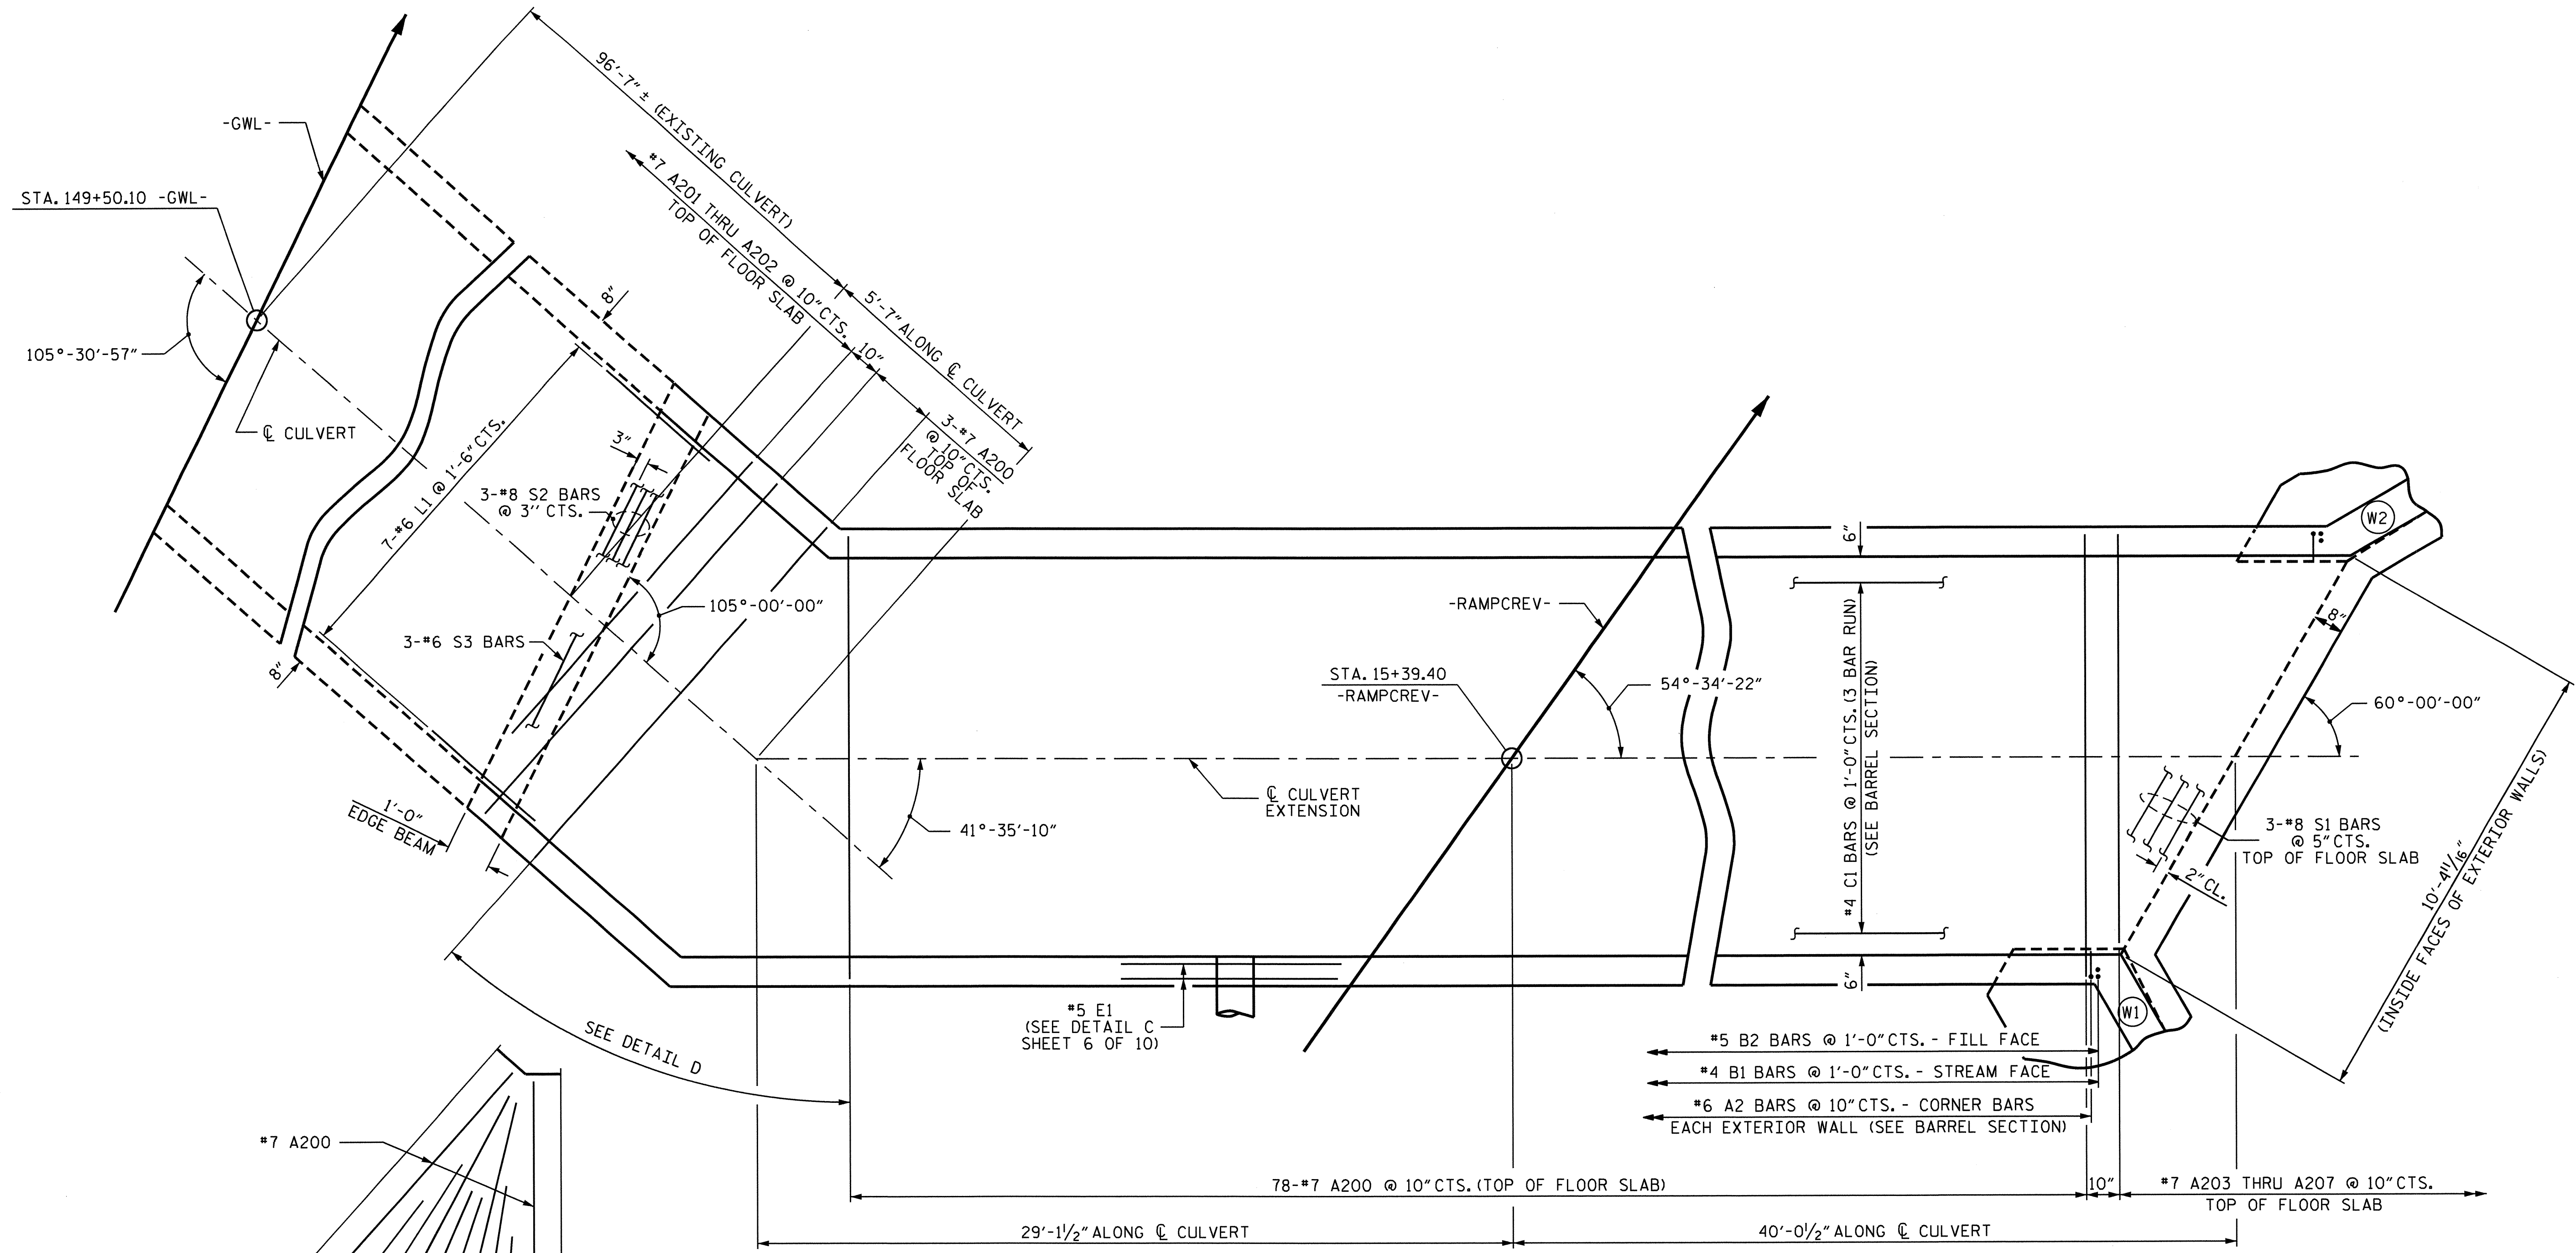 -GWL-
STA. 149+50.10 -GWL-
105°-30'-57"
℄ CULVERT
96'-7" ± (EXISTING CULVERT)
#7 A201 THRU A202 @ 10" CTS.
TOP OF FLOOR SLAB
5'-7" ALONG ℄ CULVERT
10"
3-#7 A200
@ 10" CTS.
TOP OF
FLOOR SLAB
8"
7-#6 L1 @ 1'-6" CTS.
3"
3-#8 S2 BARS
@ 3'' CTS.
105°-00'-00"
3-#6 S3 BARS
8"
1'-0"
EDGE BEAM
41°-35'-10"
℄ CULVERT
EXTENSION
-RAMPCREV-
STA. 15+39.40
-RAMPCREV-
54°-34'-22"
6"
#4 C1 BARS @ 1'-0" CTS. (3 BAR RUN)
(SEE BARREL SECTION)
6"
W2
8"
60°-00'-00"
3-#8 S1 BARS
@ 5" CTS.
TOP OF FLOOR SLAB
2" CL.
10'-4 11/16"
(INSIDE FACES OF EXTERIOR WALLS)
W1
SEE DETAIL D
#5 E1
(SEE DETAIL C
SHEET 6 OF 10)
#5 B2 BARS @ 1'-0" CTS. - FILL FACE
#4 B1 BARS @ 1'-0" CTS. - STREAM FACE
#6 A2 BARS @ 10" CTS. - CORNER BARS
EACH EXTERIOR WALL (SEE BARREL SECTION)
#7 A200
78-#7 A200 @ 10" CTS. (TOP OF FLOOR SLAB)
10"
#7 A203 THRU A207 @ 10" CTS.
TOP OF FLOOR SLAB
29'-1 1/2" ALONG ℄ CULVERT
40'-0 1/2" ALONG ℄ CULVERT